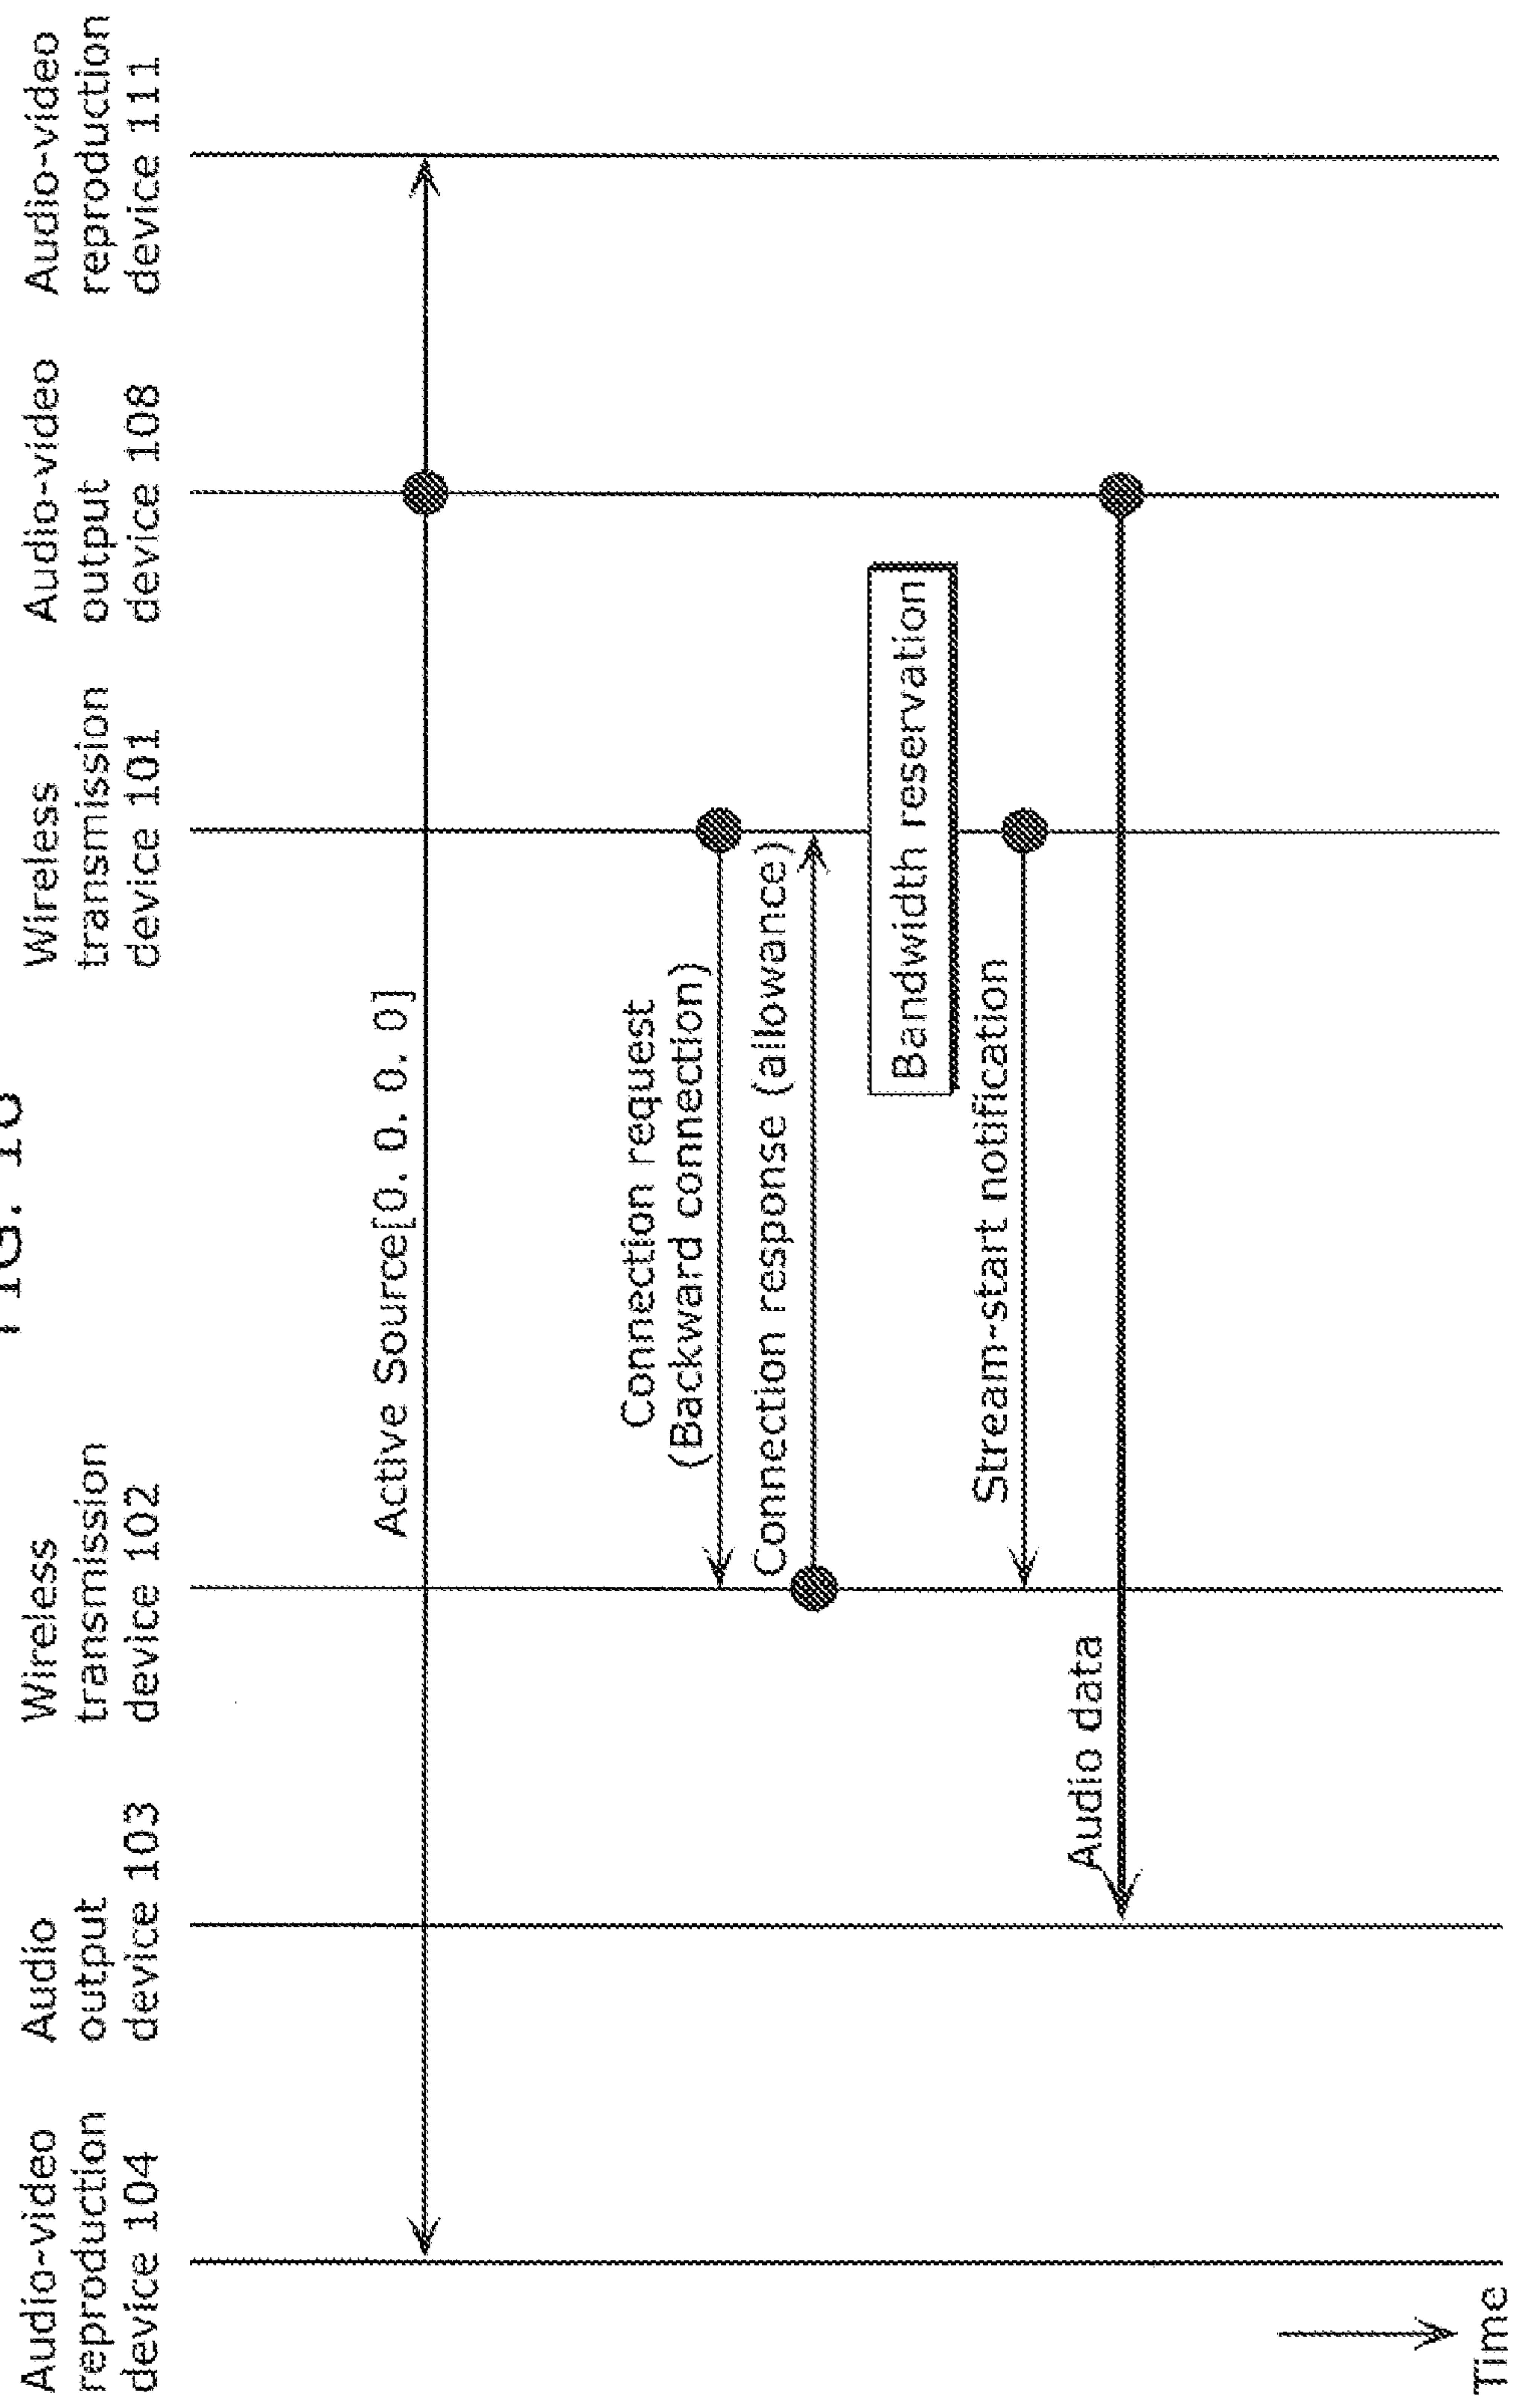 Audio-video
reproduction
device 104
Audio
output
device 103
Wireless
transmission
device 102
Wireless
transmission
device 101
Audio-video
output
device 108
Audio-video
reproduction
device 111
Active Source[0. 0. 0. 0]
Connection request
(Backward connection)
Connection response (allowance)
Bandwidth reservation
Stream-start notification
Audio data
Time